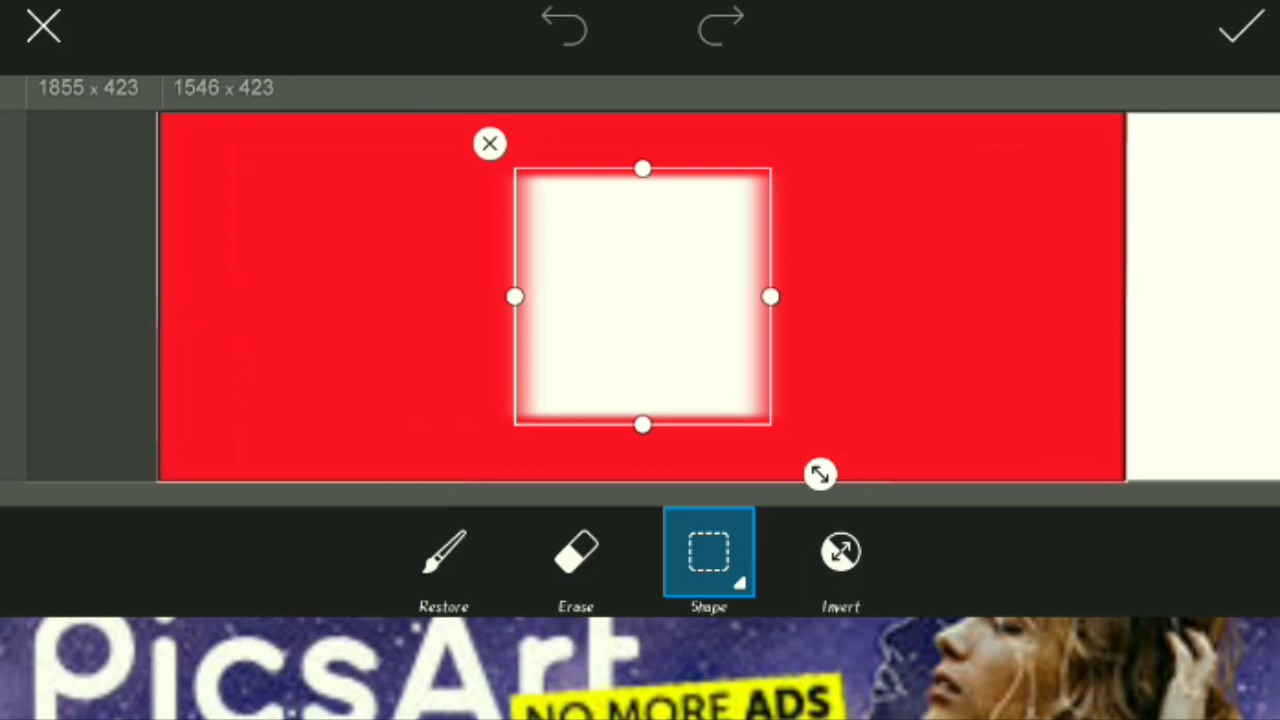 1855 x 423 1546 x 423
Restore Erase Shape Invert
PicsArt
NO MORE ADS